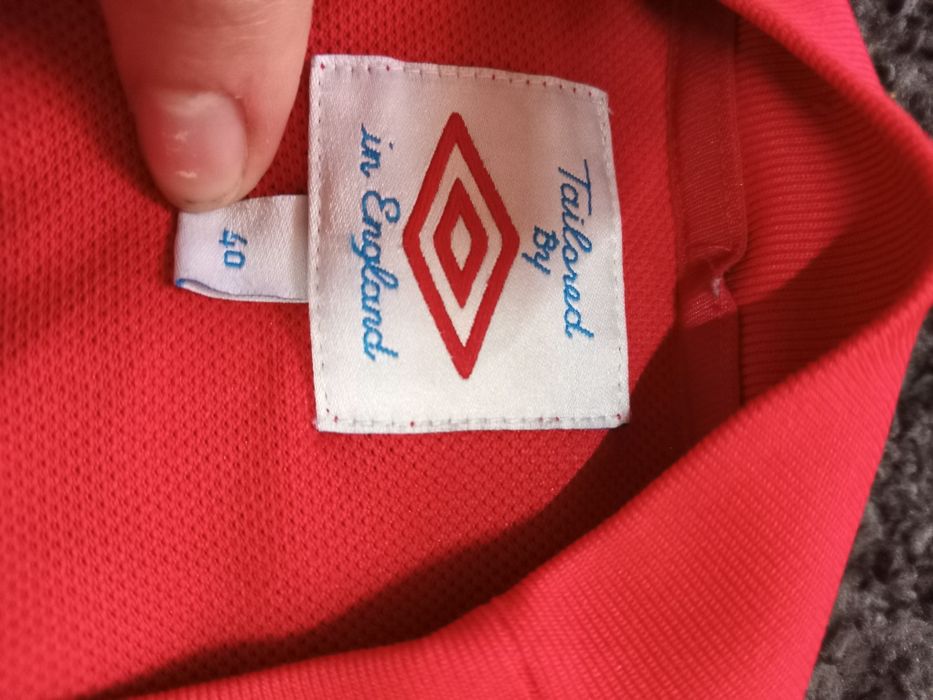 Tailored
By
in England
40